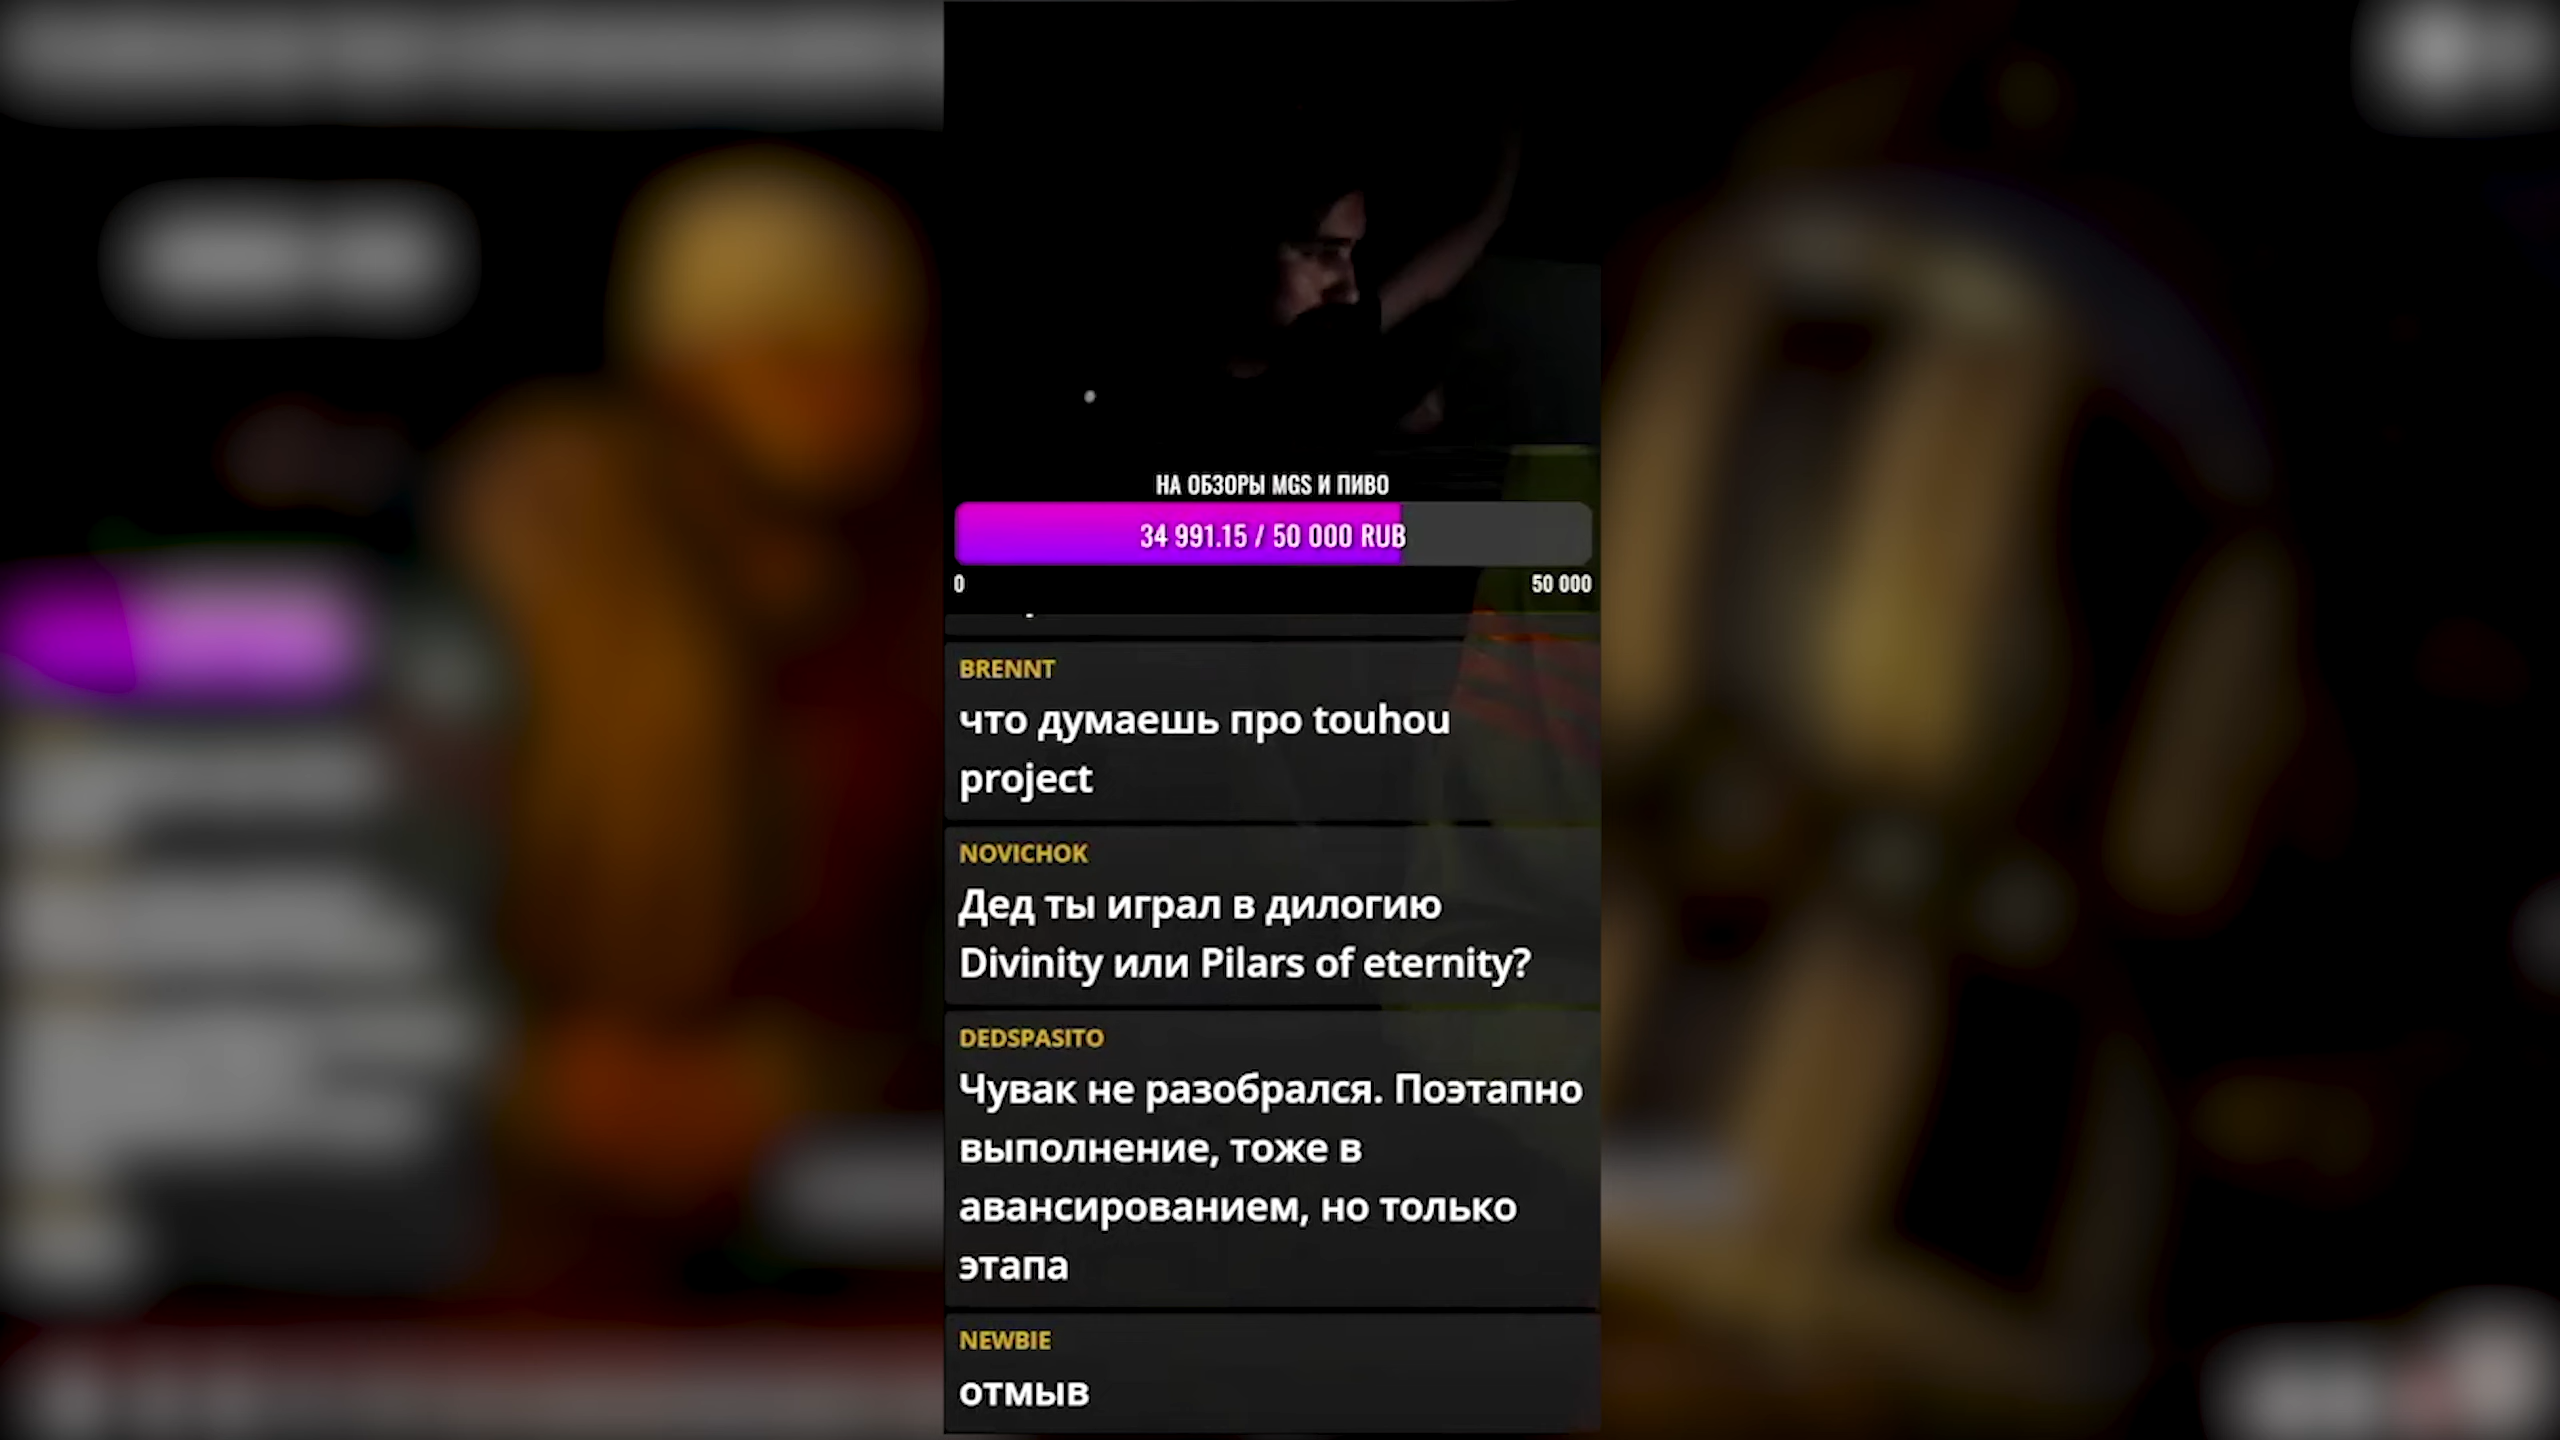 НА ОБЗОРЫ MGS И ПИВО
34 991.15 / 50 000 RUB
0 50 000
BRENNT
что думаешь про touhou
project
NOVICHOK
Дед ты играл в дилогию
Divinity или Pilars of eternity?
DEDSPASITO
Чувак не разобрался. Поэтапно
выполнение, тоже в
авансированием, но только
этапа
NEWBIE
отмыв